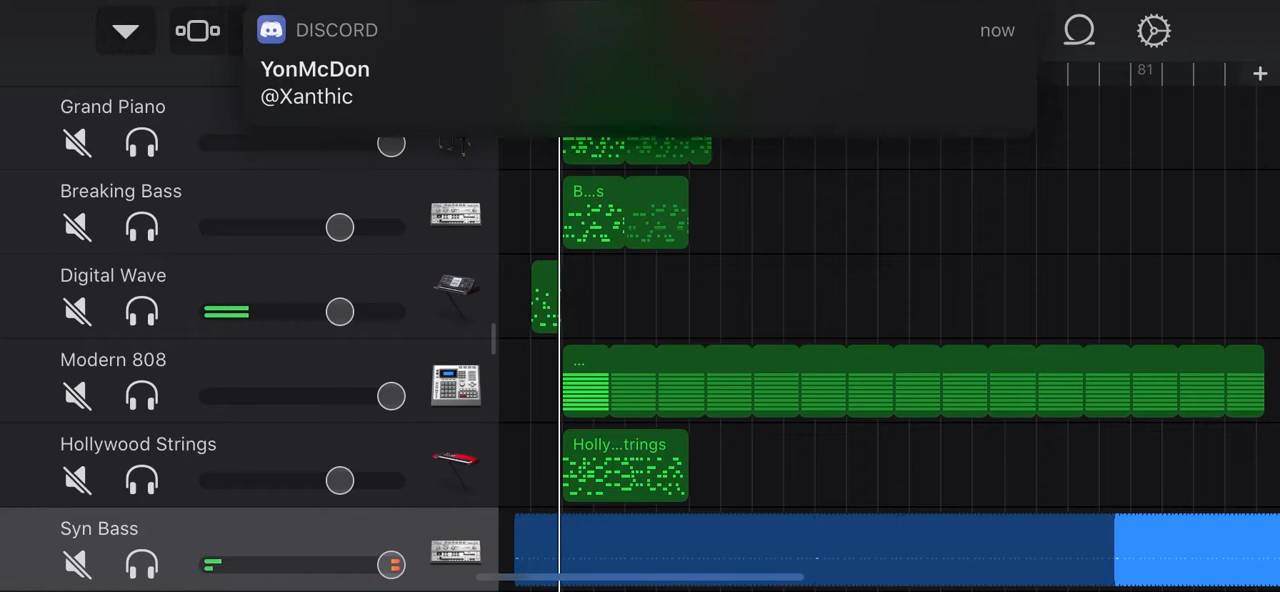 DISCORD
now
YonMcDon
@Xanthic
81
Grand Piano
Breaking Bass
B...s
Digital Wave
Modern 808
...
Hollywood Strings
Holly...trings
Syn Bass